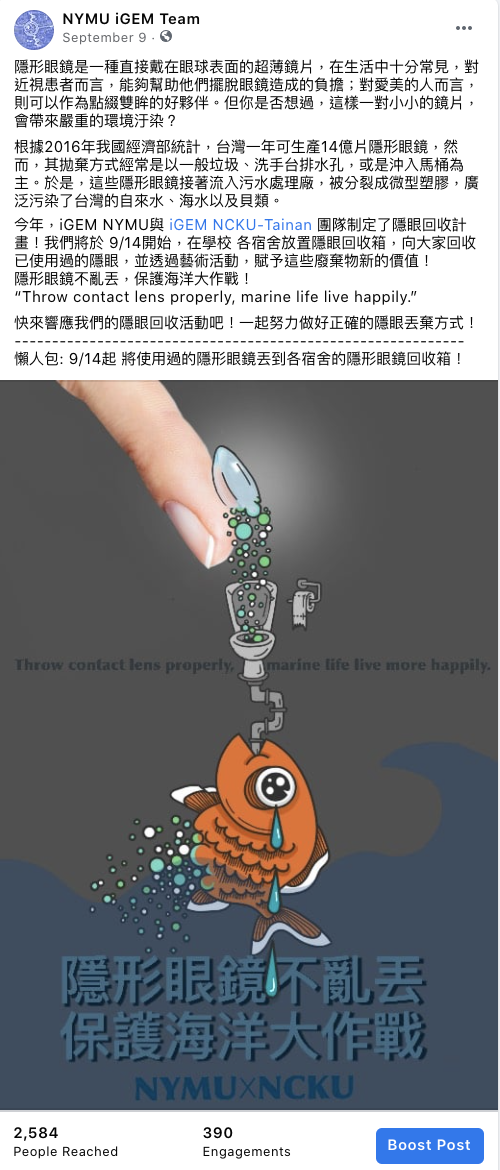 NYMU iGEM Team
September 9 ·
隱形眼鏡是一種直接戴在眼球表面的超薄鏡片，在生活中十分常見，對
近視患者而言，能夠幫助他們擺脫眼鏡造成的負擔；對愛美的人而言，
則可以作為點綴雙眸的好夥伴。但你是否想過，這樣一對小小的鏡片，
會帶來嚴重的環境汙染？
根據2016年我國經濟部統計，台灣一年可生產14億片隱形眼鏡，然
而，其拋棄方式經常是以一般垃圾、洗手台排水孔，或是沖入馬桶為
主。於是，這些隱形眼鏡接著流入污水處理廠，被分裂成微型塑膠，廣
泛污染了台灣的自來水、海水以及貝類。
今年，iGEM NYMU與 iGEM NCKU-Tainan 團隊制定了隱眼回收計
畫！我們將於 9/14開始，在學校 各宿舍放置隱眼回收箱，向大家回收
已使用過的隱眼，並透過藝術活動，賦予這些廢棄物新的價值！
隱形眼鏡不亂丟，保護海洋大作戰！
“Throw contact lens properly, marine life live happily.”
快來響應我們的隱眼回收活動吧！一起努力做好正確的隱眼丟棄方式！
------------------------------------------------------------
懶人包: 9/14起 將使用過的隱形眼鏡丟到各宿舍的隱形眼鏡回收箱！
Throw contact lens properly, marine life live more happily.
隱形眼鏡不亂丟
保護海洋大作戰
NYMU×NCKU
2,584 390
People Reached Engagements
Boost Post